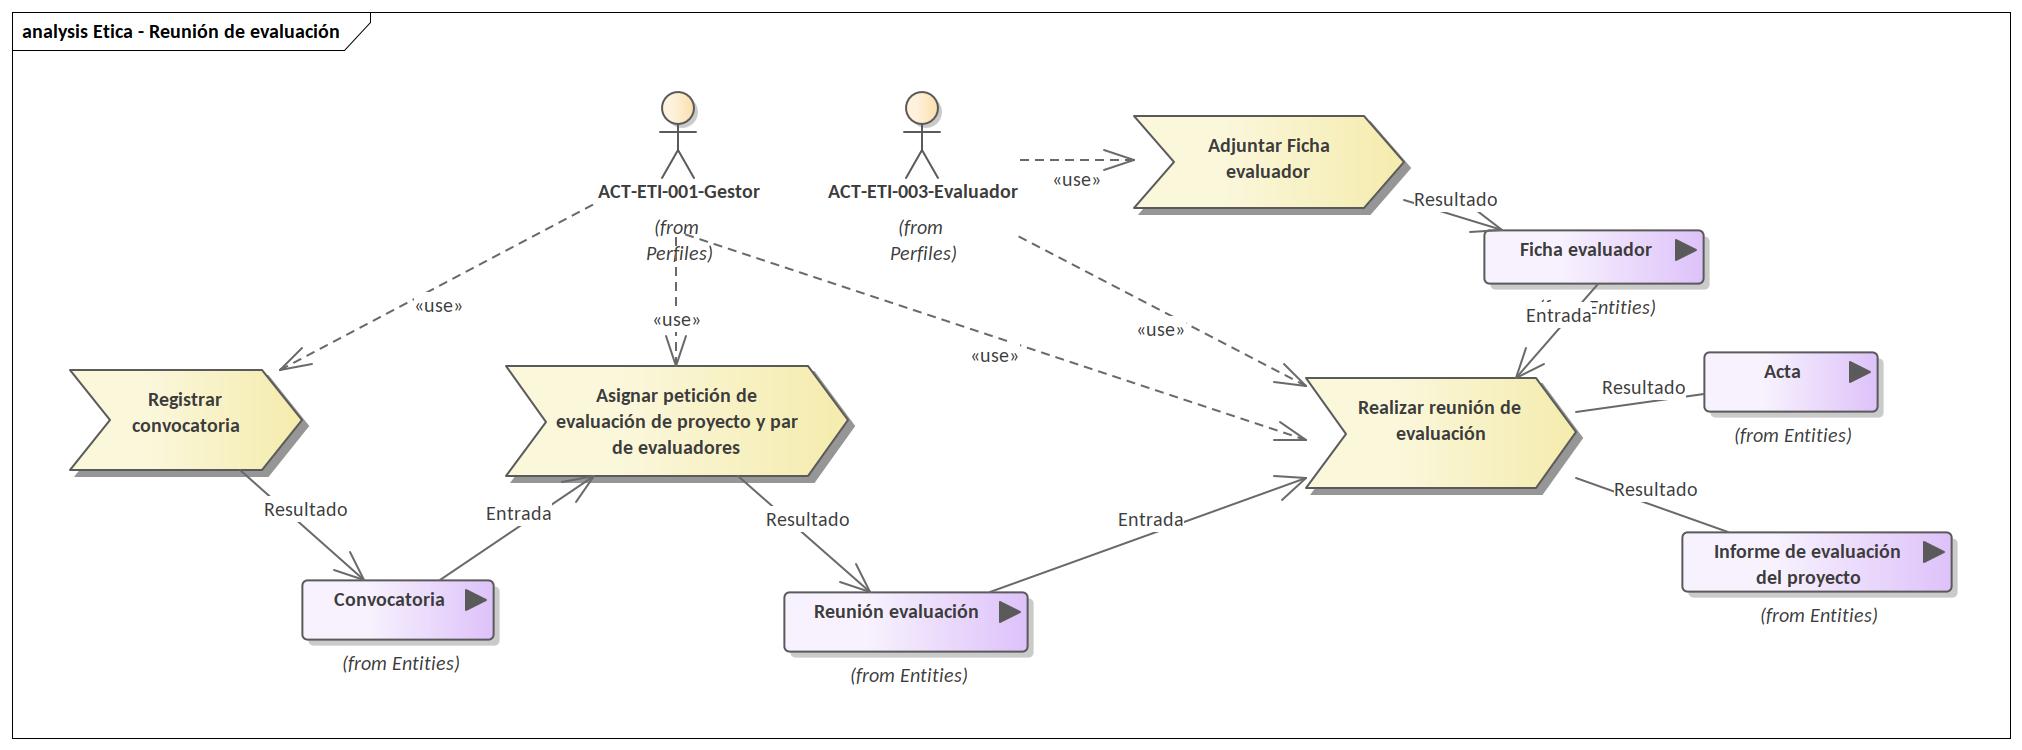 analysis Etica - Reunión de evaluación
ACT-ETI-001-Gestor
(from
Perfiles)
ACT-ETI-003-Evaluador
(from
Perfiles)
«use»
Adjuntar Ficha
evaluador
Resultado
Ficha evaluador
Entities)
Entrada
«use»
«use»
«use»
«use»
Registrar
convocatoria
Asignar petición de
evaluación de proyecto y par
de evaluadores
Realizar reunión de
evaluación
Resultado
Acta
(from Entities)
Resultado
Informe de evaluación
del proyecto
(from Entities)
Resultado
Entrada
Resultado
Entrada
Convocatoria
(from Entities)
Reunión evaluación
(from Entities)